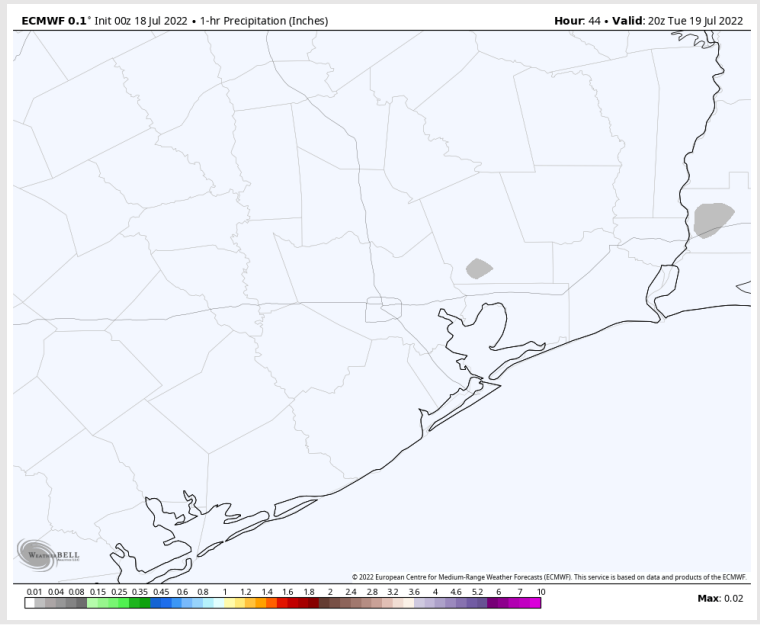 ECMWF 0.1° Init 00z 18 Jul 2022 • 1-hr Precipitation (Inches)
Hour: 44 • Valid: 20z Tue 19 Jul 2022
WEATHERBELL
© 2022 European Centre for Medium-Range Weather Forecasts (ECMWF). This service is based on data and products of the ECMWF
0.01 0.04 0.08 0.15 0.25 0.35 0.45 0.6 0.8 1 1.2 1.4 1.6 1.8 2 2.4 2.8 3.2 3.6 4 4.6 5.2 6 7 10
Max: 0.02